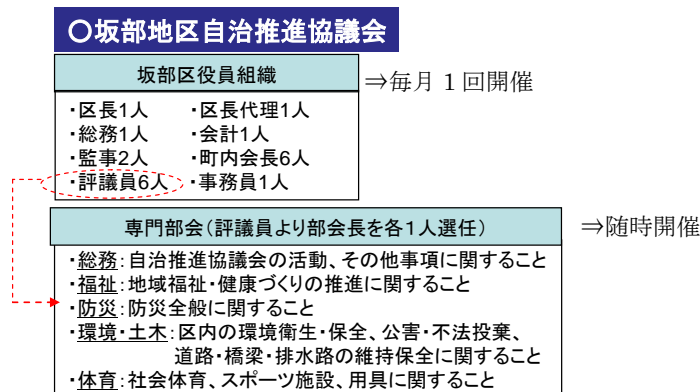 〇坂部地区自治推進協議会
坂部区役員組織
⇒毎月1回開催
・区長1人 ・区長代理1人
・総務1人 ・会計1人
・監事2人 ・町内会長6人
・評議員6人 ・事務員1人
専門部会(評議員より部会長を各1人選任)
⇒随時開催
・総務:自治推進協議会の活動、その他事項に関すること
・福祉:地域福祉・健康づくりの推進に関すること
・防災:防災全般に関すること
・環境・土木:区内の環境衛生・保全、公害・不法投棄、
道路・橋梁・排水路の維持保全に関すること
・体育:社会体育、スポーツ施設、用具に関すること